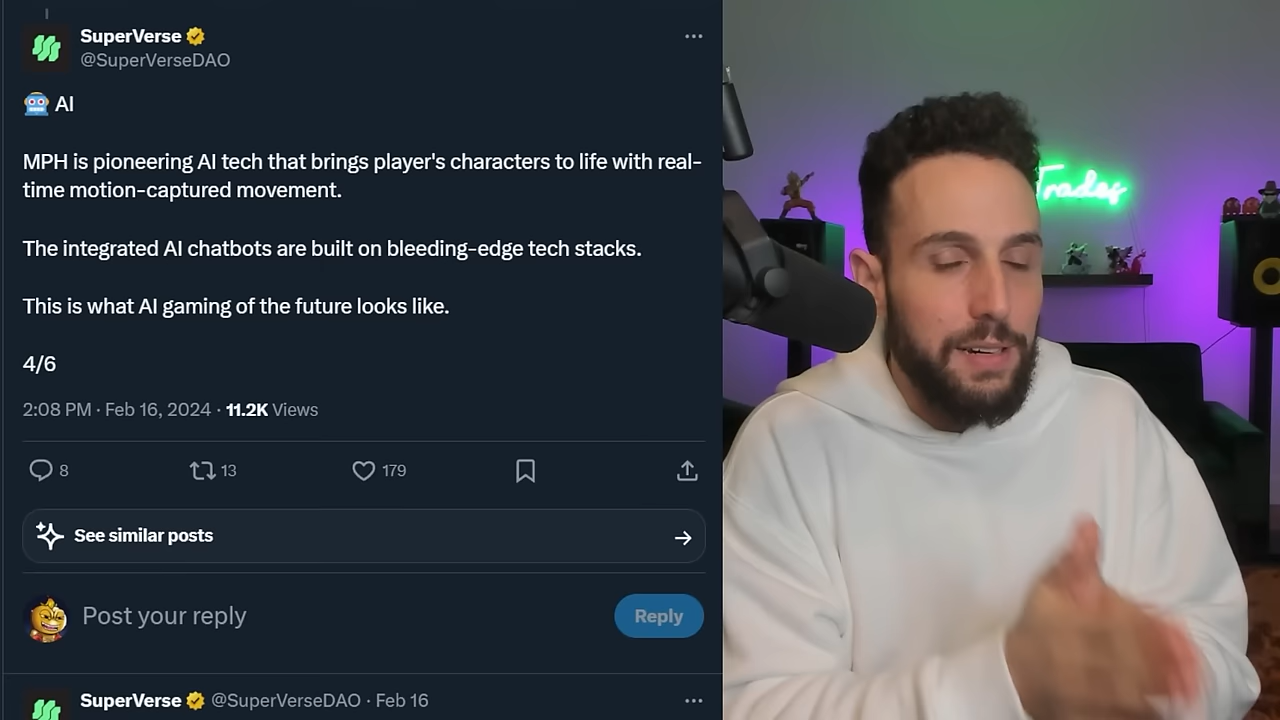 SuperVerse
@SuperVerseDAO
AI
MPH is pioneering AI tech that brings player's characters to life with real-
time motion-captured movement.
The integrated AI chatbots are built on bleeding-edge tech stacks.
This is what AI gaming of the future looks like.
4/6
2:08 PM · Feb 16, 2024 · 11.2K Views
8 13 179
See similar posts
Post your reply
Reply
SuperVerse @SuperVerseDAO · Feb 16
Trades